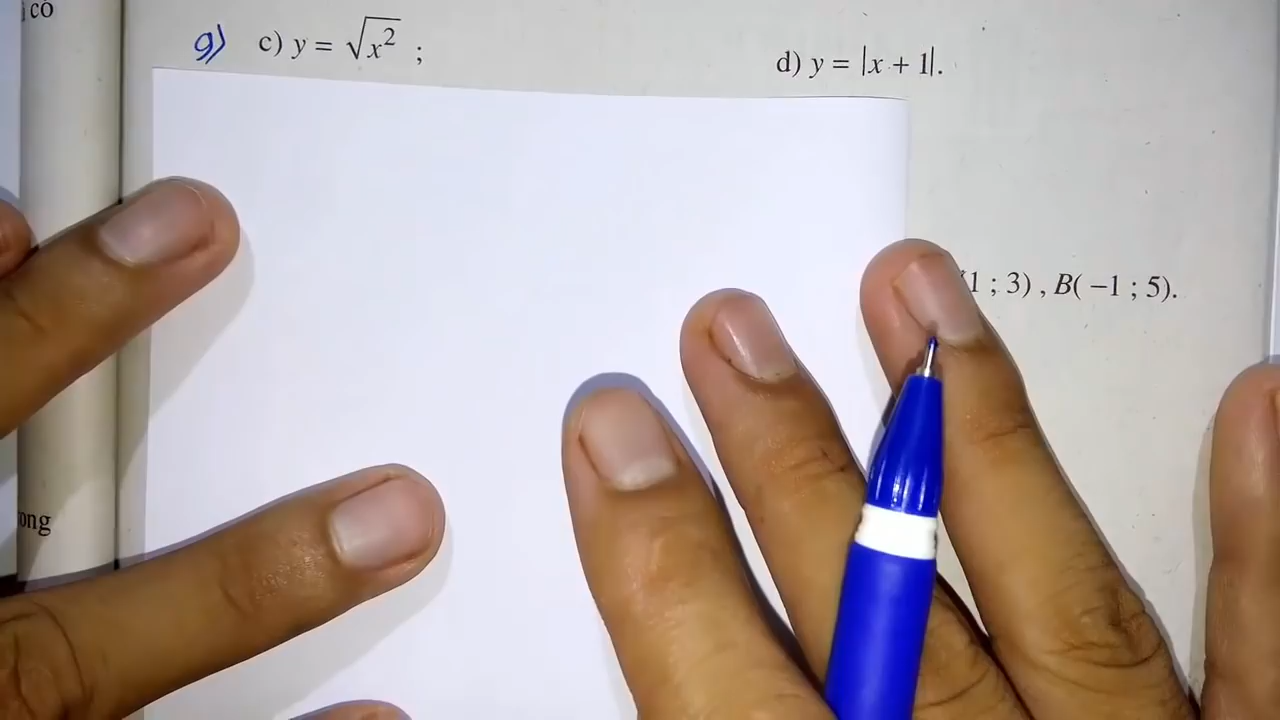 có
9) c) y = √x² ; d) y = |x + 1|.
1 ; 3) , B( −1 ; 5).
ong